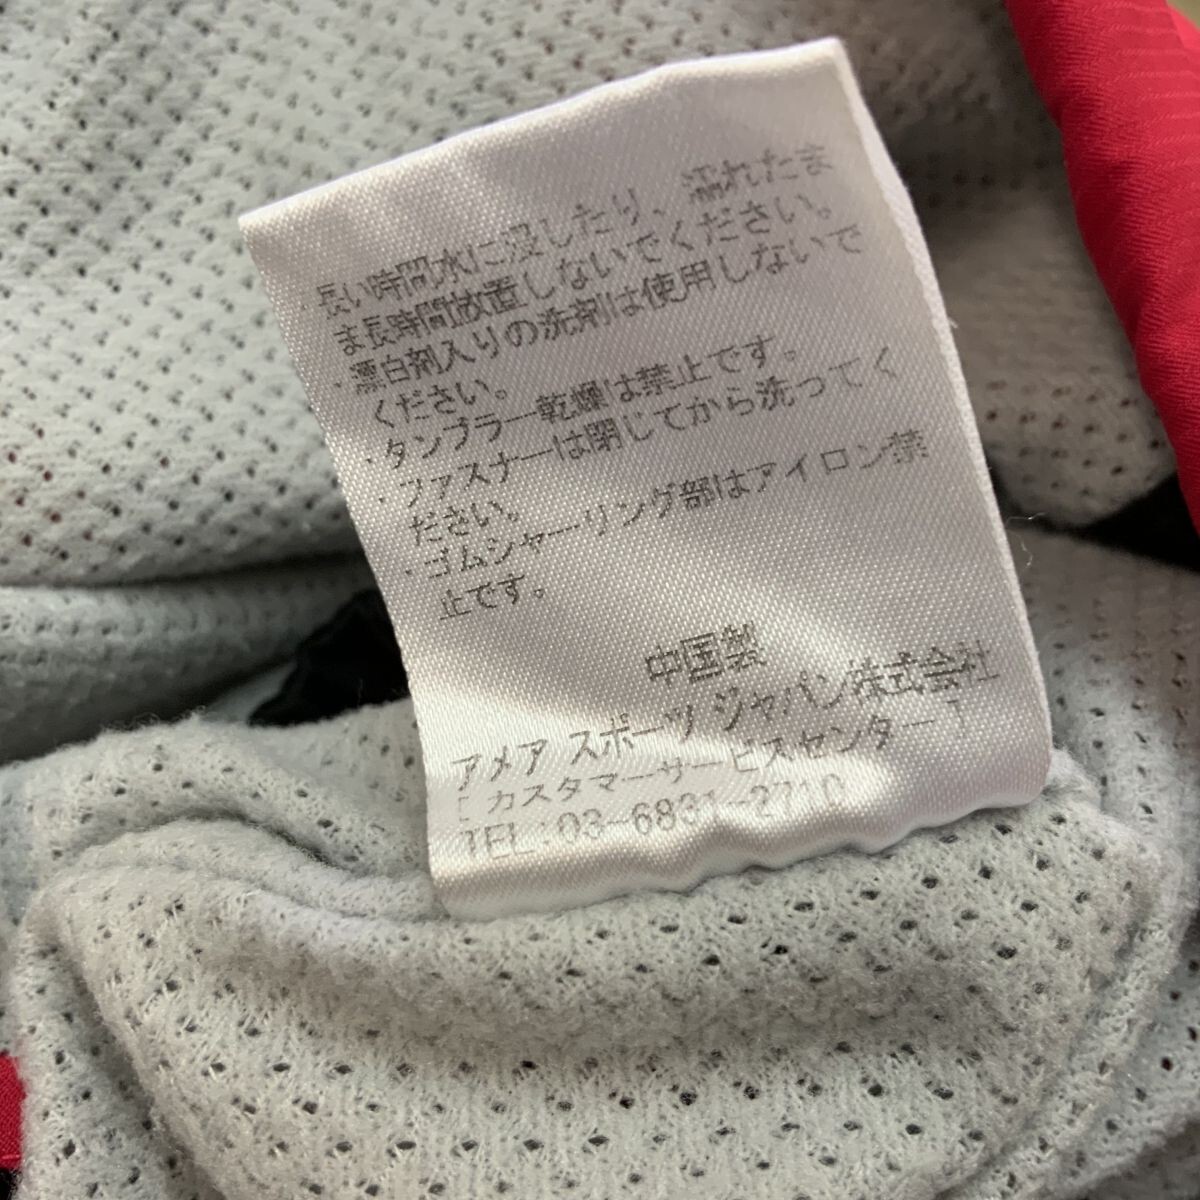 ・長い時間水に浸したり、濡れたま
ま長時間放置しないでください。
・漂白剤入りの洗剤は使用しないで
ください。
・タンブラー乾燥は禁止です。
・ファスナーは閉じてから洗ってく
ださい。
・ゴムシャーリング部はアイロン禁
止です。
中国製
アメア スポーツ ジャパン株式会社
[ カスタマーサービスセンター ]
TEL:03-6831-2710